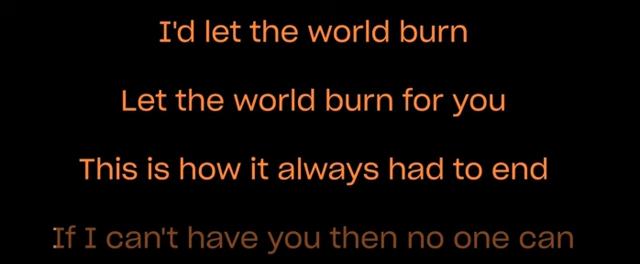 I'd let the world burn
Let the world burn for you
This is how it always had to end
If I can't have you then no one can